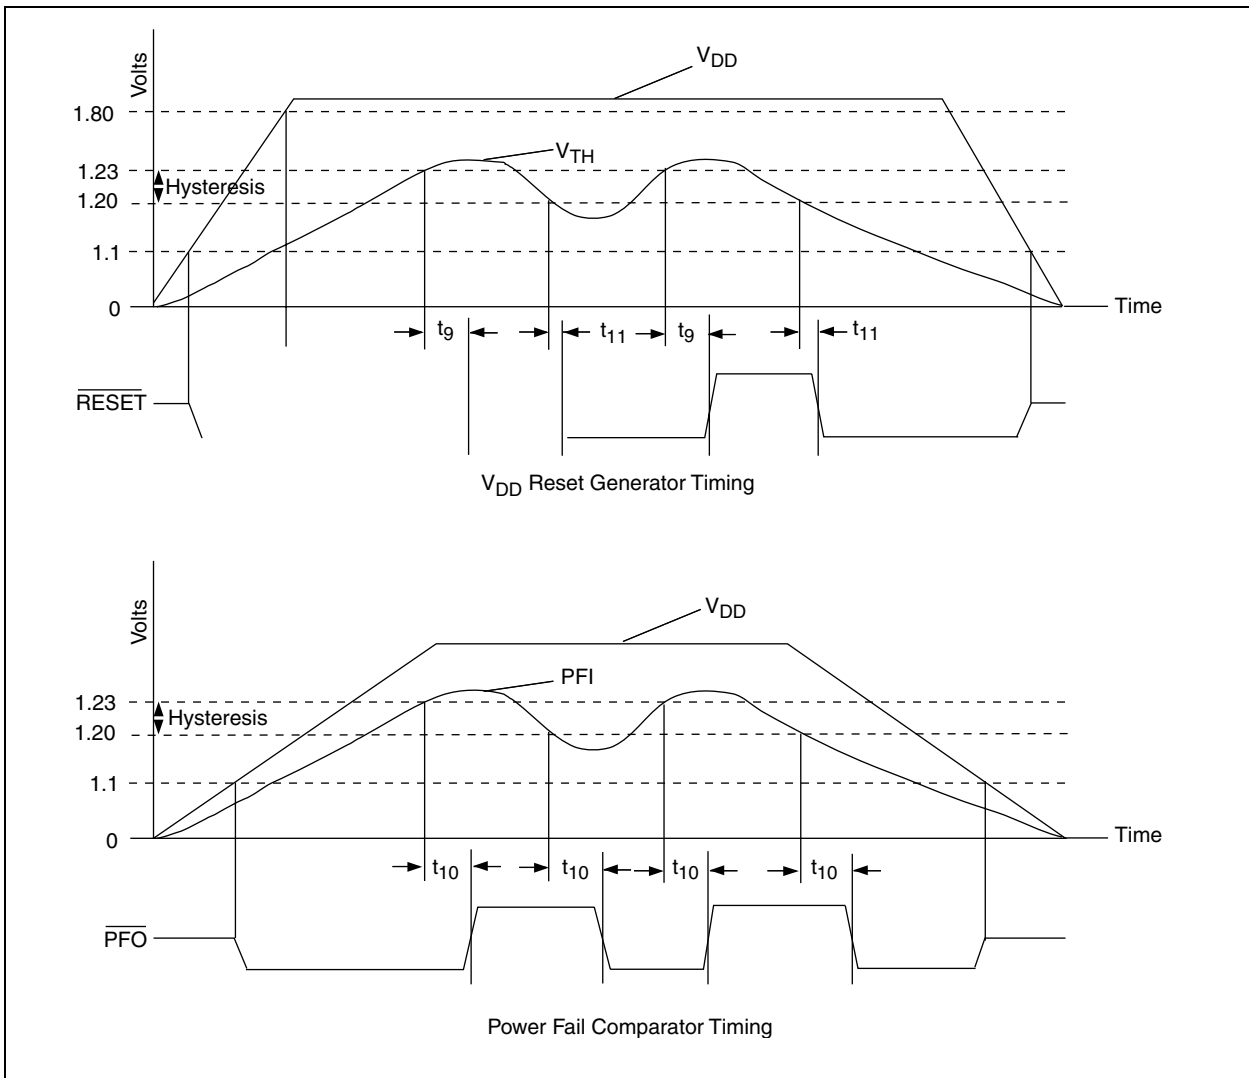 Volts
V_DD
1.80
V_TH
1.23
Hysteresis
1.20
1.1
0
Time
t_9
t_11
t_9
t_11
RESET
V_DD Reset Generator Timing
Volts
V_DD
PFI
1.23
Hysteresis
1.20
1.1
0
Time
t_10
t_10
t_10
t_10
PFO
Power Fail Comparator Timing